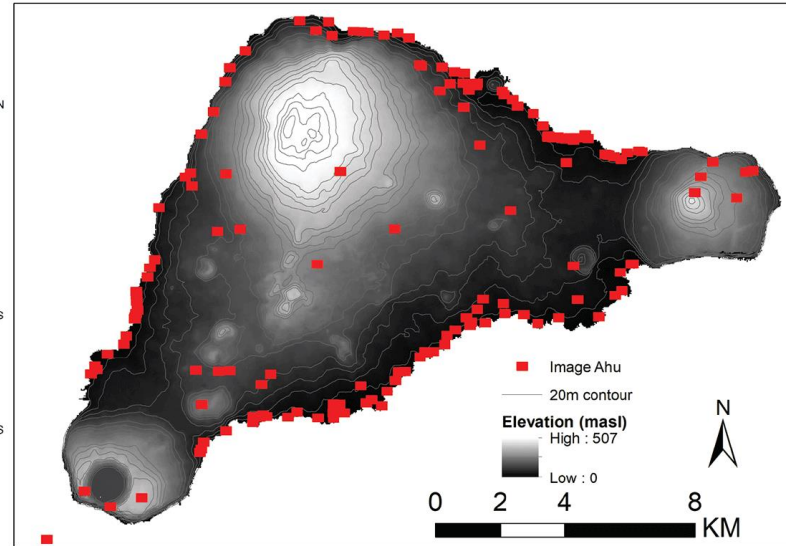 N
S
S
Image Ahu
20m contour
Elevation (masl)
High : 507
Low : 0
N
0 2 4 8
KM